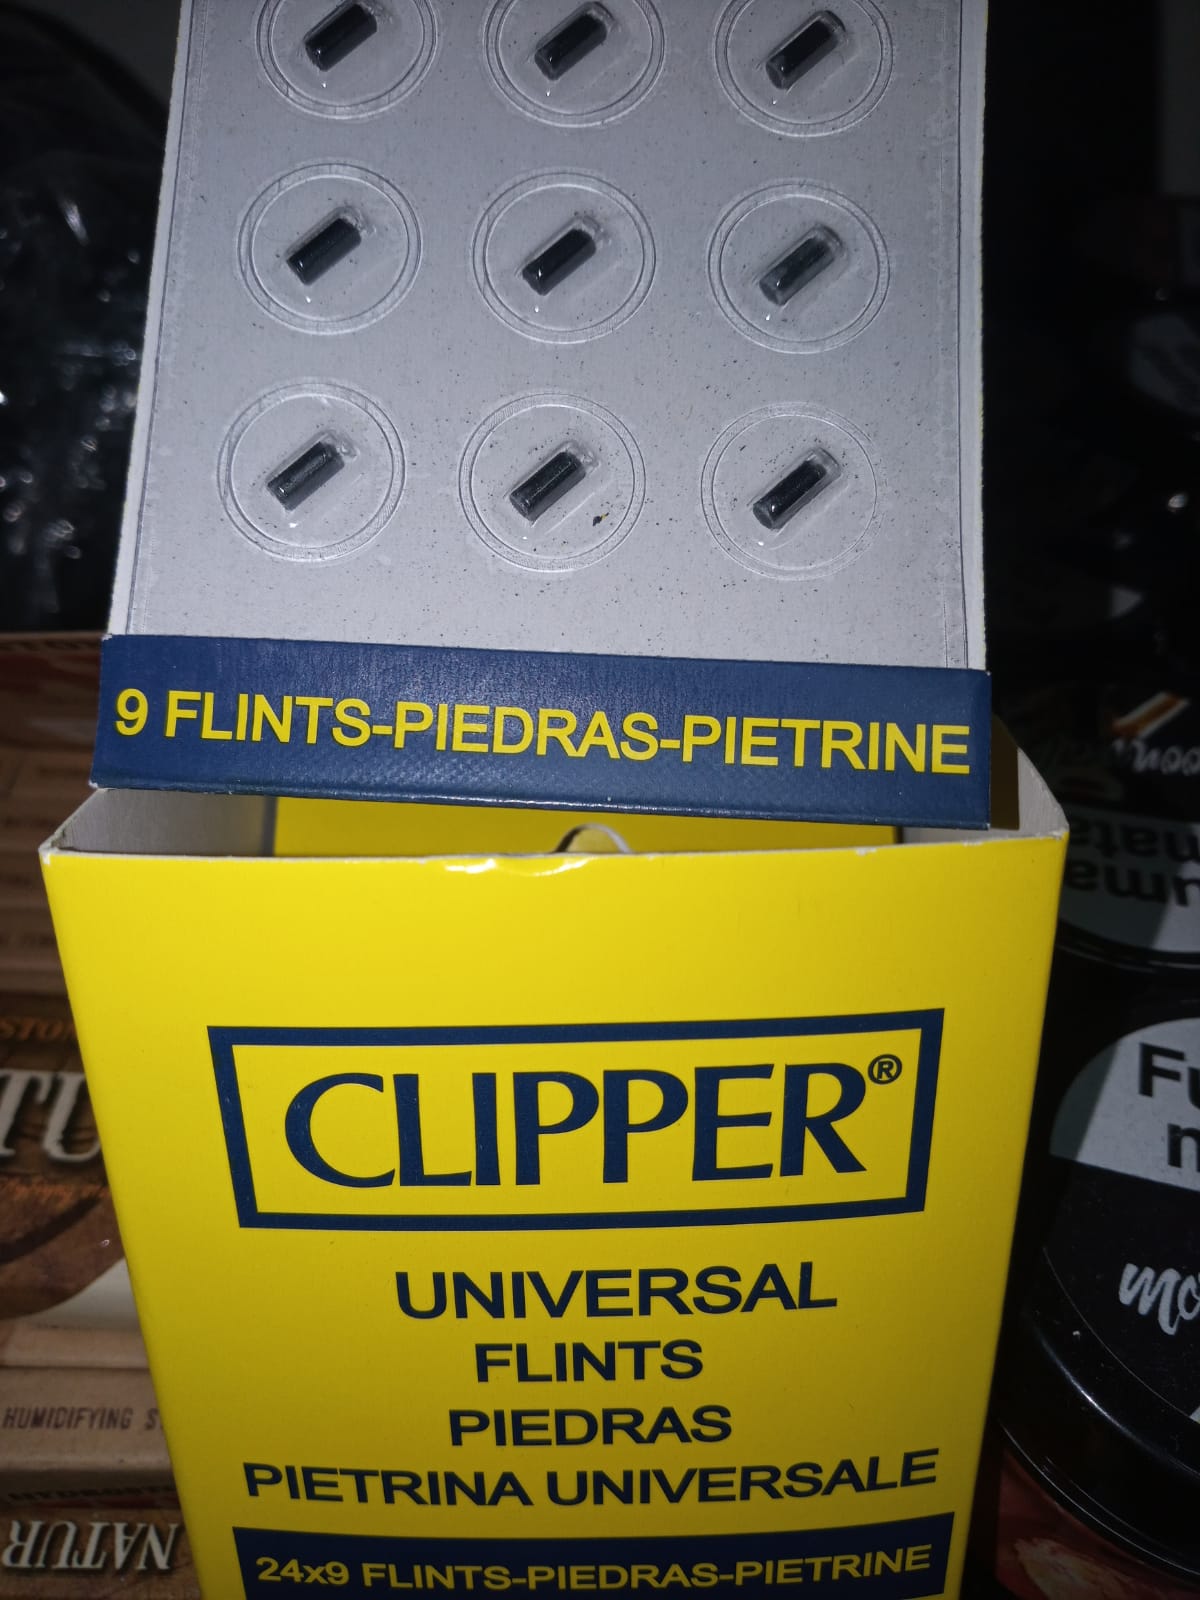 9 FLINTS-PIEDRAS-PIETRINE
CLIPPER®
UNIVERSAL
FLINTS
PIEDRAS
PIETRINA UNIVERSALE
24x9 FLINTS-PIEDRAS-PIETRINE
HUMIDIFYING
NATUR